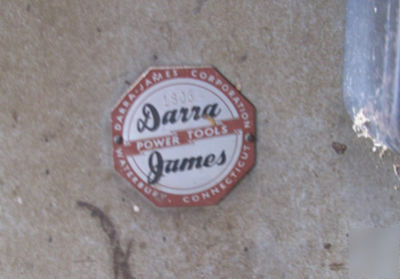 DARRA-JAMES CORPORATION
Darra
POWER TOOLS
James
WATERBURY, CONNECTICUT